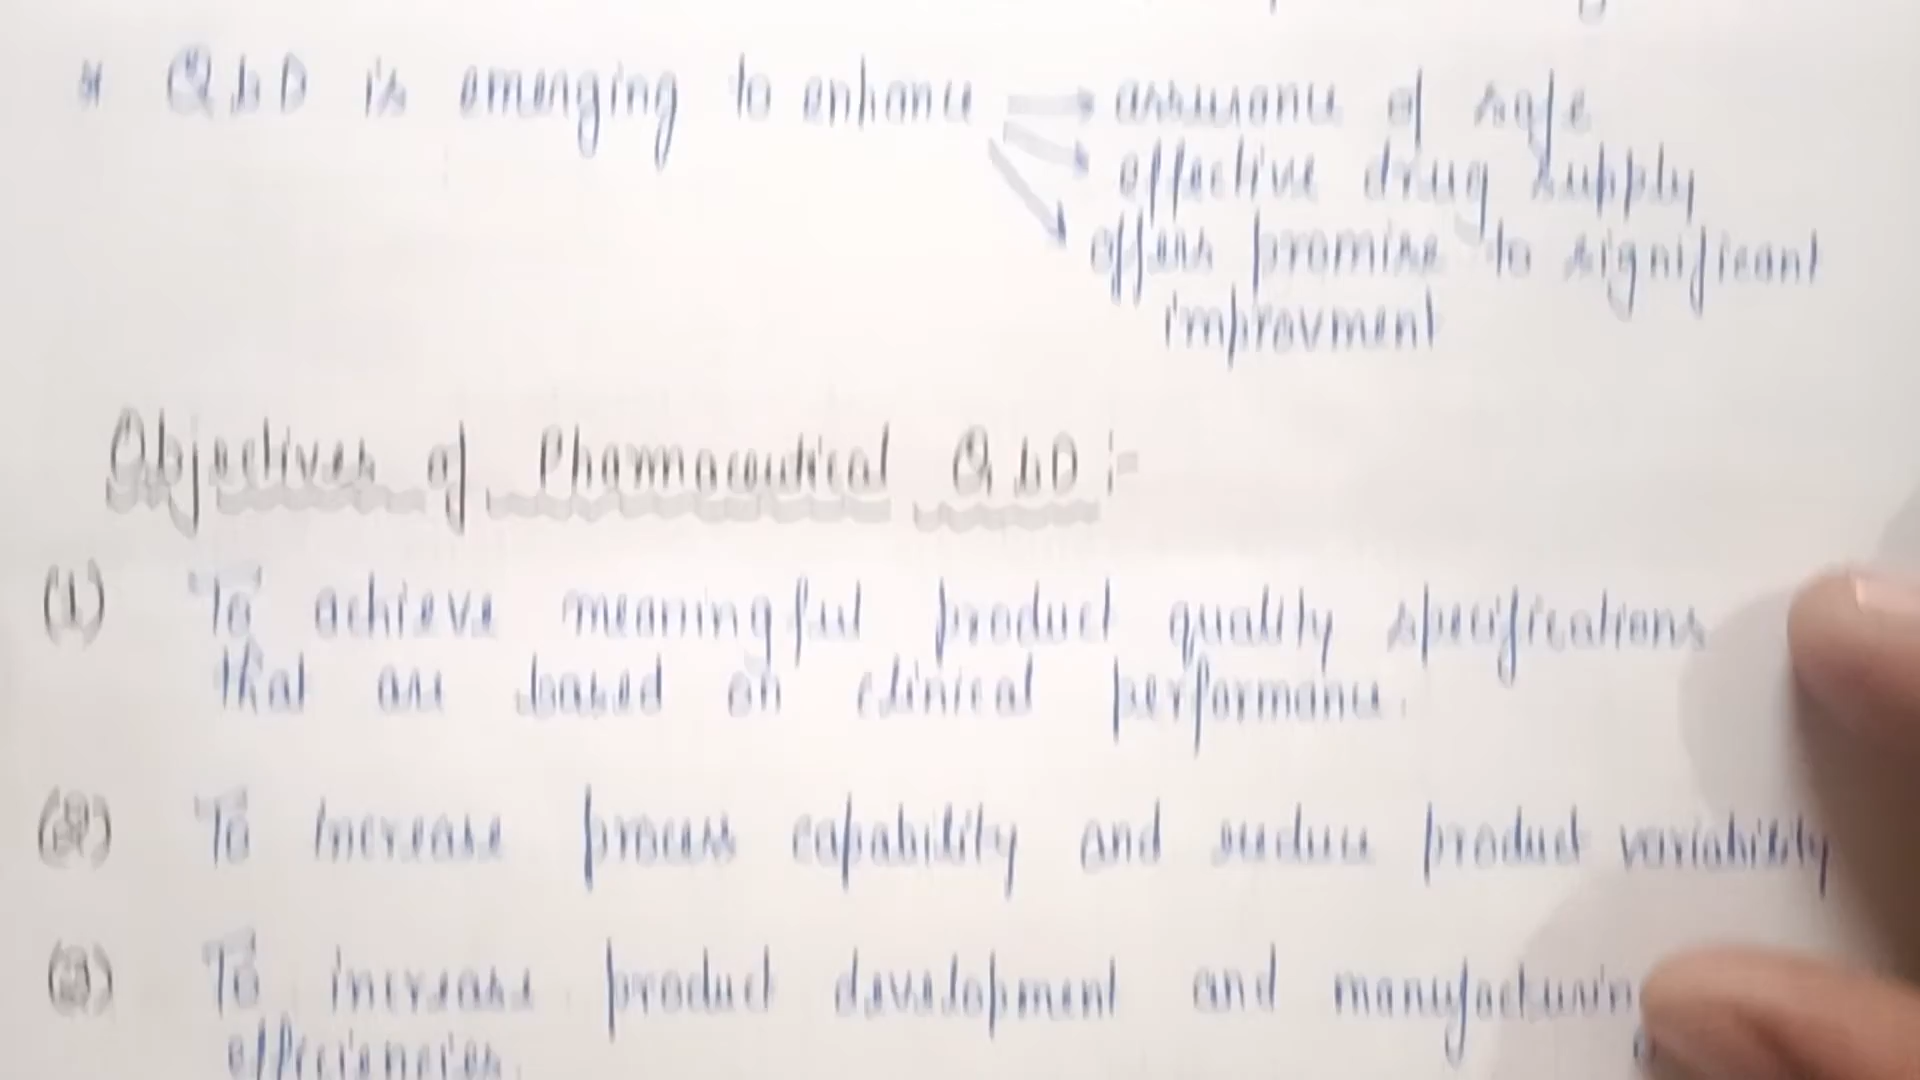 * QbD is emerging to enhance → assurance of safe
→ effective drug supply
→ offers promise to significant
improvment
Objectives of Pharmaceutical QbD :-
(1) To achieve meaningful product quality specifications
that are based on clinical performance.
(2) To increase process capability and reduce product variability
(3) To increase product development and manufacturing
efficiencies.